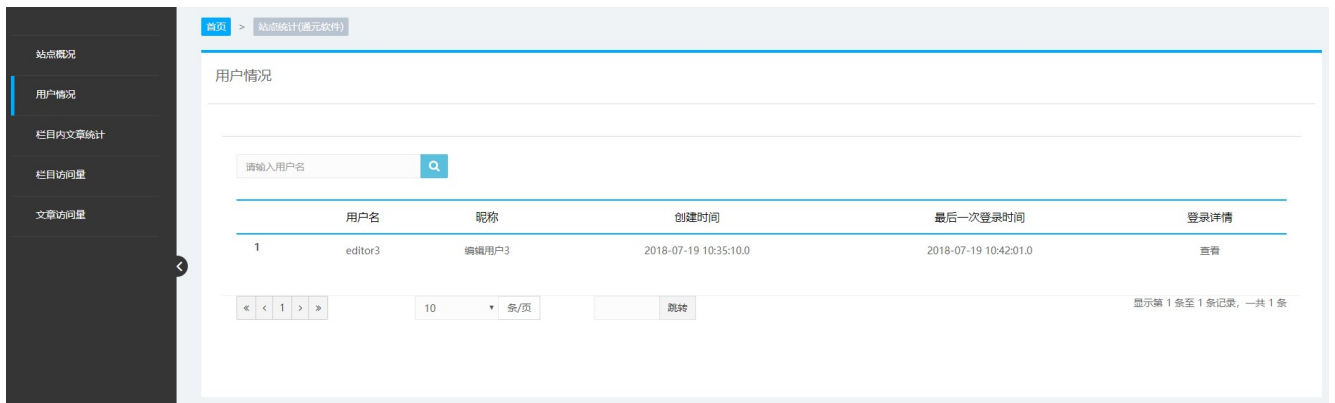 首页 > 站点统计(通元软件)
站点概况
用户情况
栏目内文章统计
栏目访问量
文章访问量
用户情况
请输入用户名
用户名 昵称 创建时间 最后一次登录时间 登录详情
1 editor3 编辑用户3 2018-07-19 10:35:10.0 2018-07-19 10:42:01.0 查看
« < 1 > » 10 条/页 跳转 显示第 1 条至 1 条记录，一共 1 条